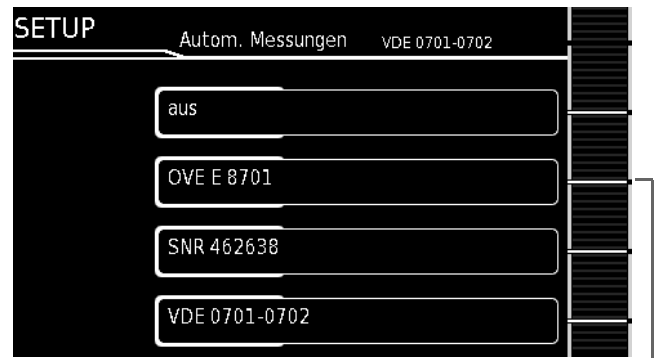 SETUP
Autom. Messungen VDE 0701-0702
aus
OVE E 8701
SNR 462638
VDE 0701-0702